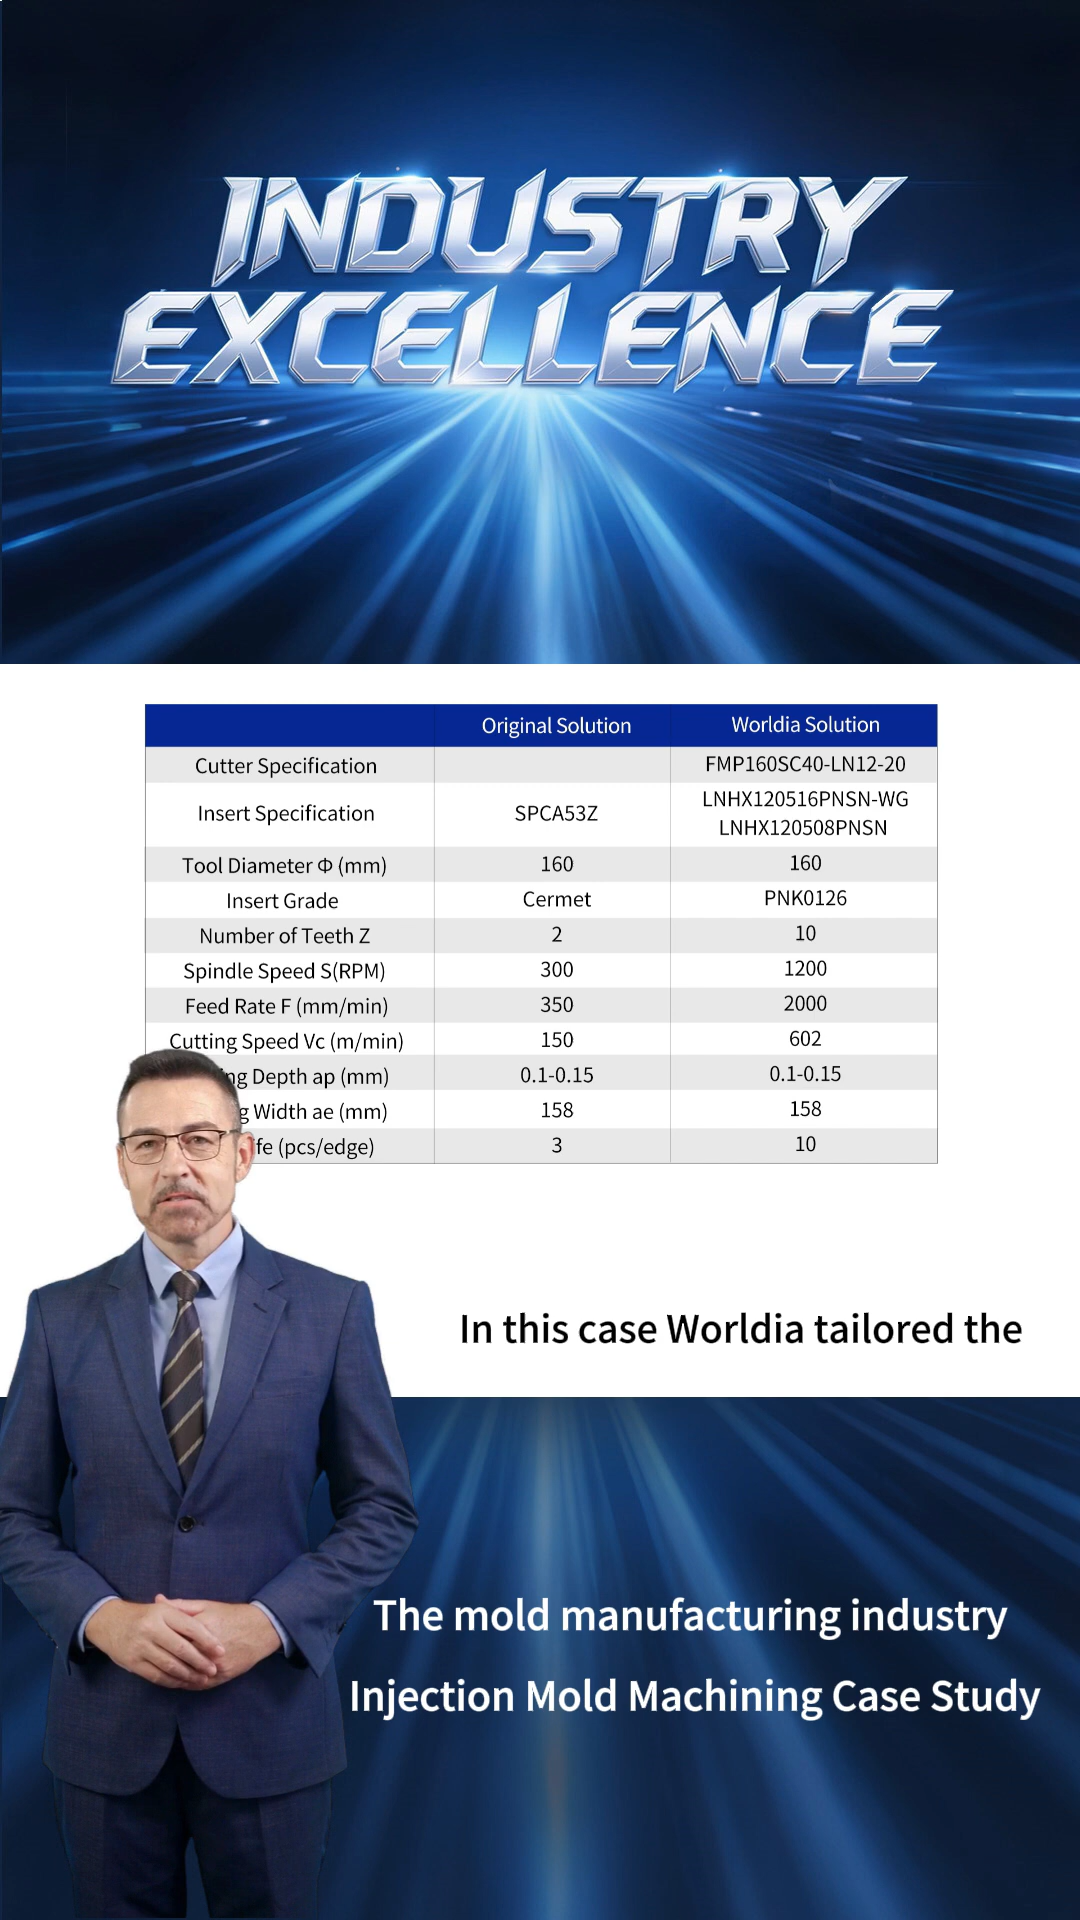 INDUSTRY
EXCELLENCE
Original Solution Worldia Solution
Cutter Specification FMP160SC40-LN12-20
Insert Specification SPCA53Z LNHX120516PNSN-WG
LNHX120508PNSN
Tool Diameter Φ (mm) 160 160
Insert Grade Cermet PNK0126
Number of Teeth Z 2 10
Spindle Speed S(RPM) 300 1200
Feed Rate F (mm/min) 350 2000
Cutting Speed Vc (m/min) 150 602
Depth ap (mm) 0.1-0.15 0.1-0.15
Width ae (mm) 158 158
(pcs/edge) 3 10
In this case Worldia tailored the
The mold manufacturing industry
Injection Mold Machining Case Study